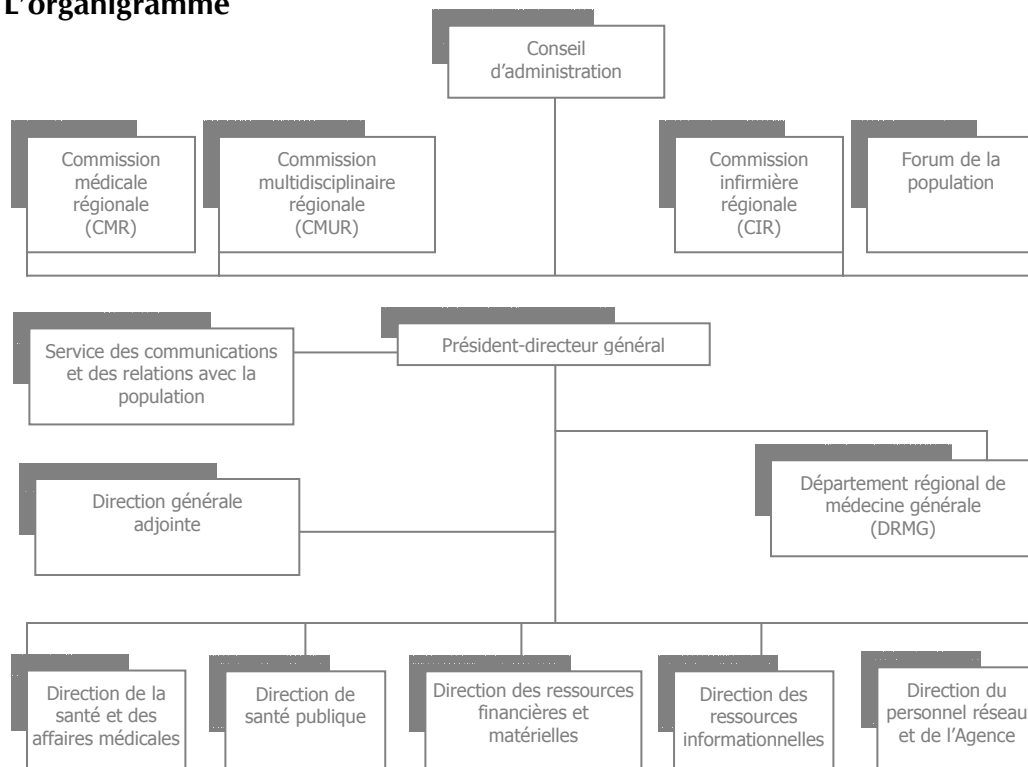 L'organigramme
Conseil
d'administration
Commission
médicale
régionale
(CMR)
Commission
multidisciplinaire
régionale
(CMUR)
Commission
infirmière
régionale
(CIR)
Forum de la
population
Service des communications
et des relations avec la
population
Président-directeur général
Direction générale
adjointe
Département régional de
médecine générale
(DRMG)
Direction de la
santé et des
affaires médicales
Direction de
santé publique
Direction des ressources
financières et
matérielles
Direction des
ressources
informationnelles
Direction du
personnel réseau
et de l'Agence